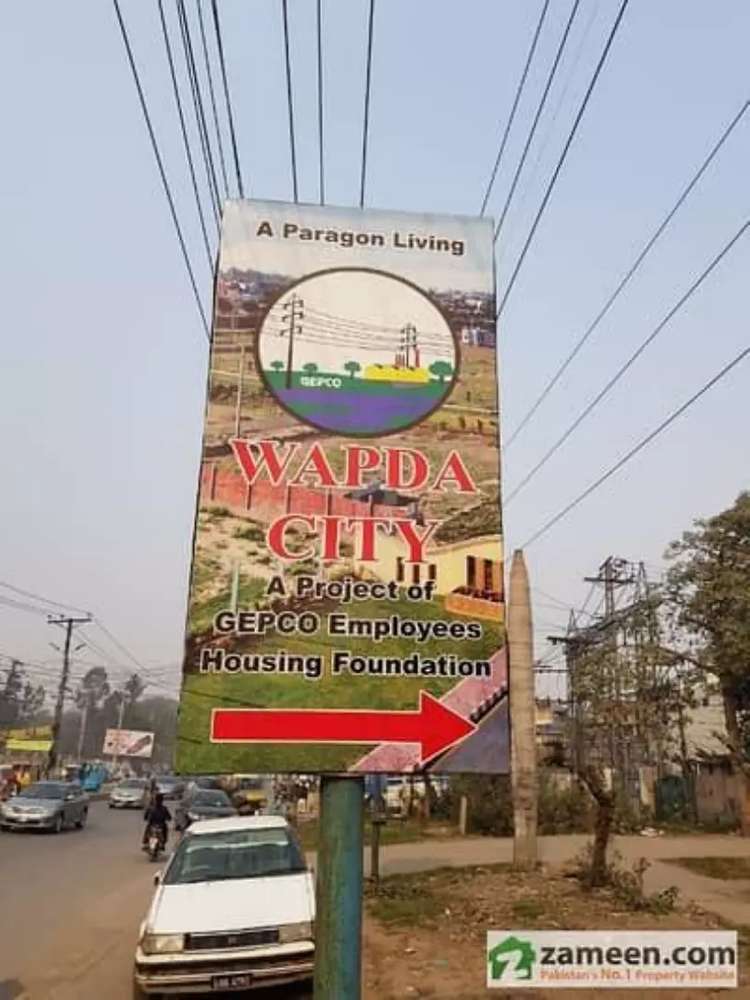 A Paragon Living
GEPCO
WAPDA
CITY
A Project of
GEPCO Employees
Housing Foundation
zameen.com
Pakistan's No.1 Property Website